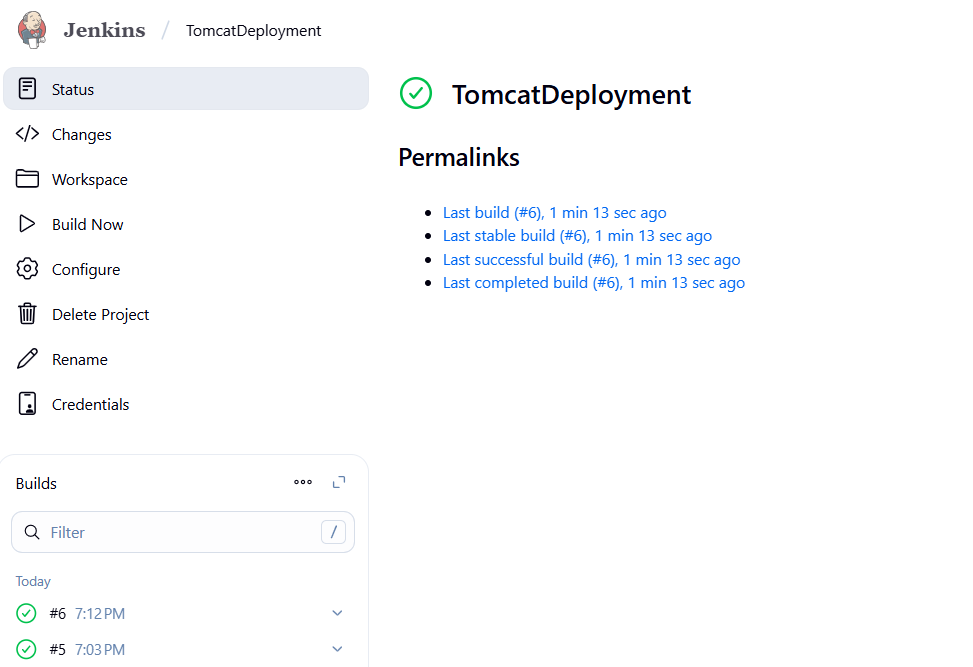 Jenkins / TomcatDeployment
Status
Changes
Workspace
Build Now
Configure
Delete Project
Rename
Credentials
Builds
Filter /
Today
#6 7:12 PM
#5 7:03 PM
TomcatDeployment
Permalinks
Last build (#6), 1 min 13 sec ago
Last stable build (#6), 1 min 13 sec ago
Last successful build (#6), 1 min 13 sec ago
Last completed build (#6), 1 min 13 sec ago